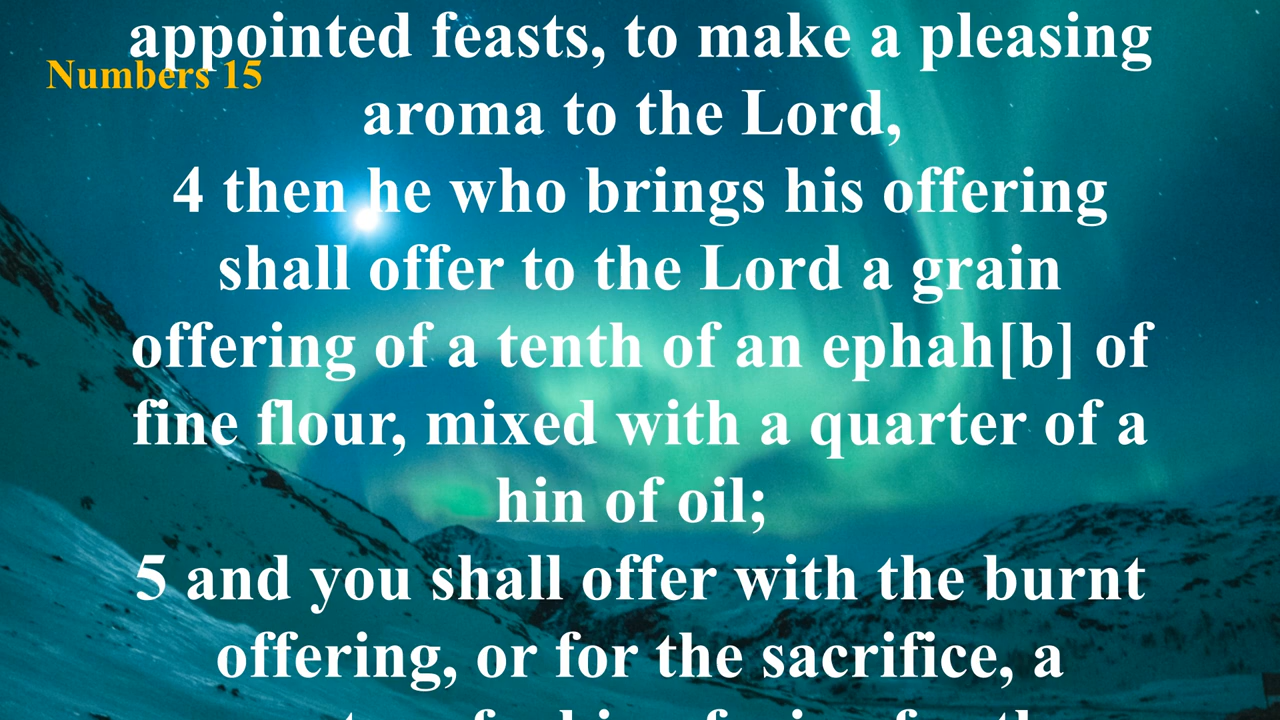 appointed feasts, to make a pleasing
Numbers 15
aroma to the Lord,
4 then he who brings his offering
shall offer to the Lord a grain
offering of a tenth of an ephah[b] of
fine flour, mixed with a quarter of a
hin of oil;
5 and you shall offer with the burnt
offering, or for the sacrifice, a